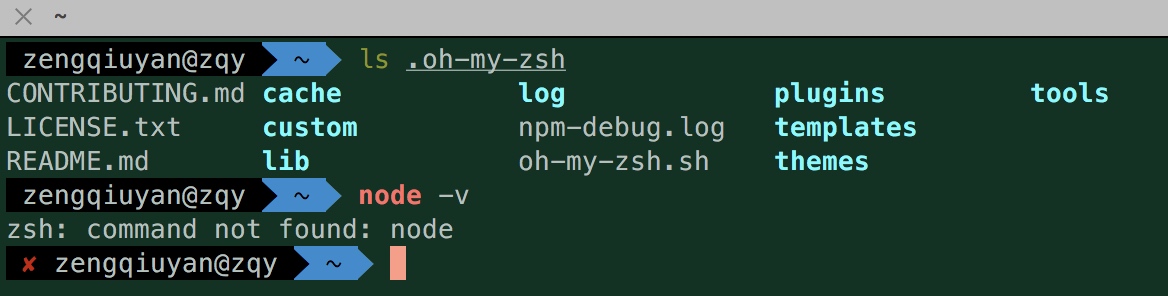 × ~
zengqiuyan@zqy ~ ls .oh-my-zsh
CONTRIBUTING.md cache log plugins tools
LICENSE.txt custom npm-debug.log templates
README.md lib oh-my-zsh.sh themes
zengqiuyan@zqy ~ node -v
zsh: command not found: node
✘ zengqiuyan@zqy ~